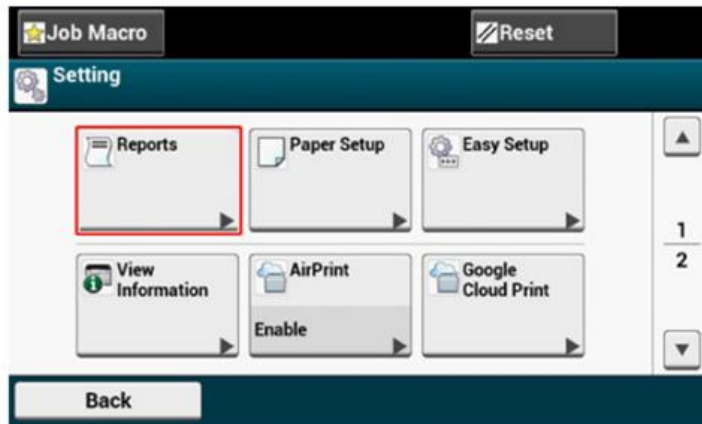 Job Macro
Reset
Setting
Reports
Paper Setup
Easy Setup
1
2
View
Information
AirPrint
Enable
Google
Cloud Print
Back